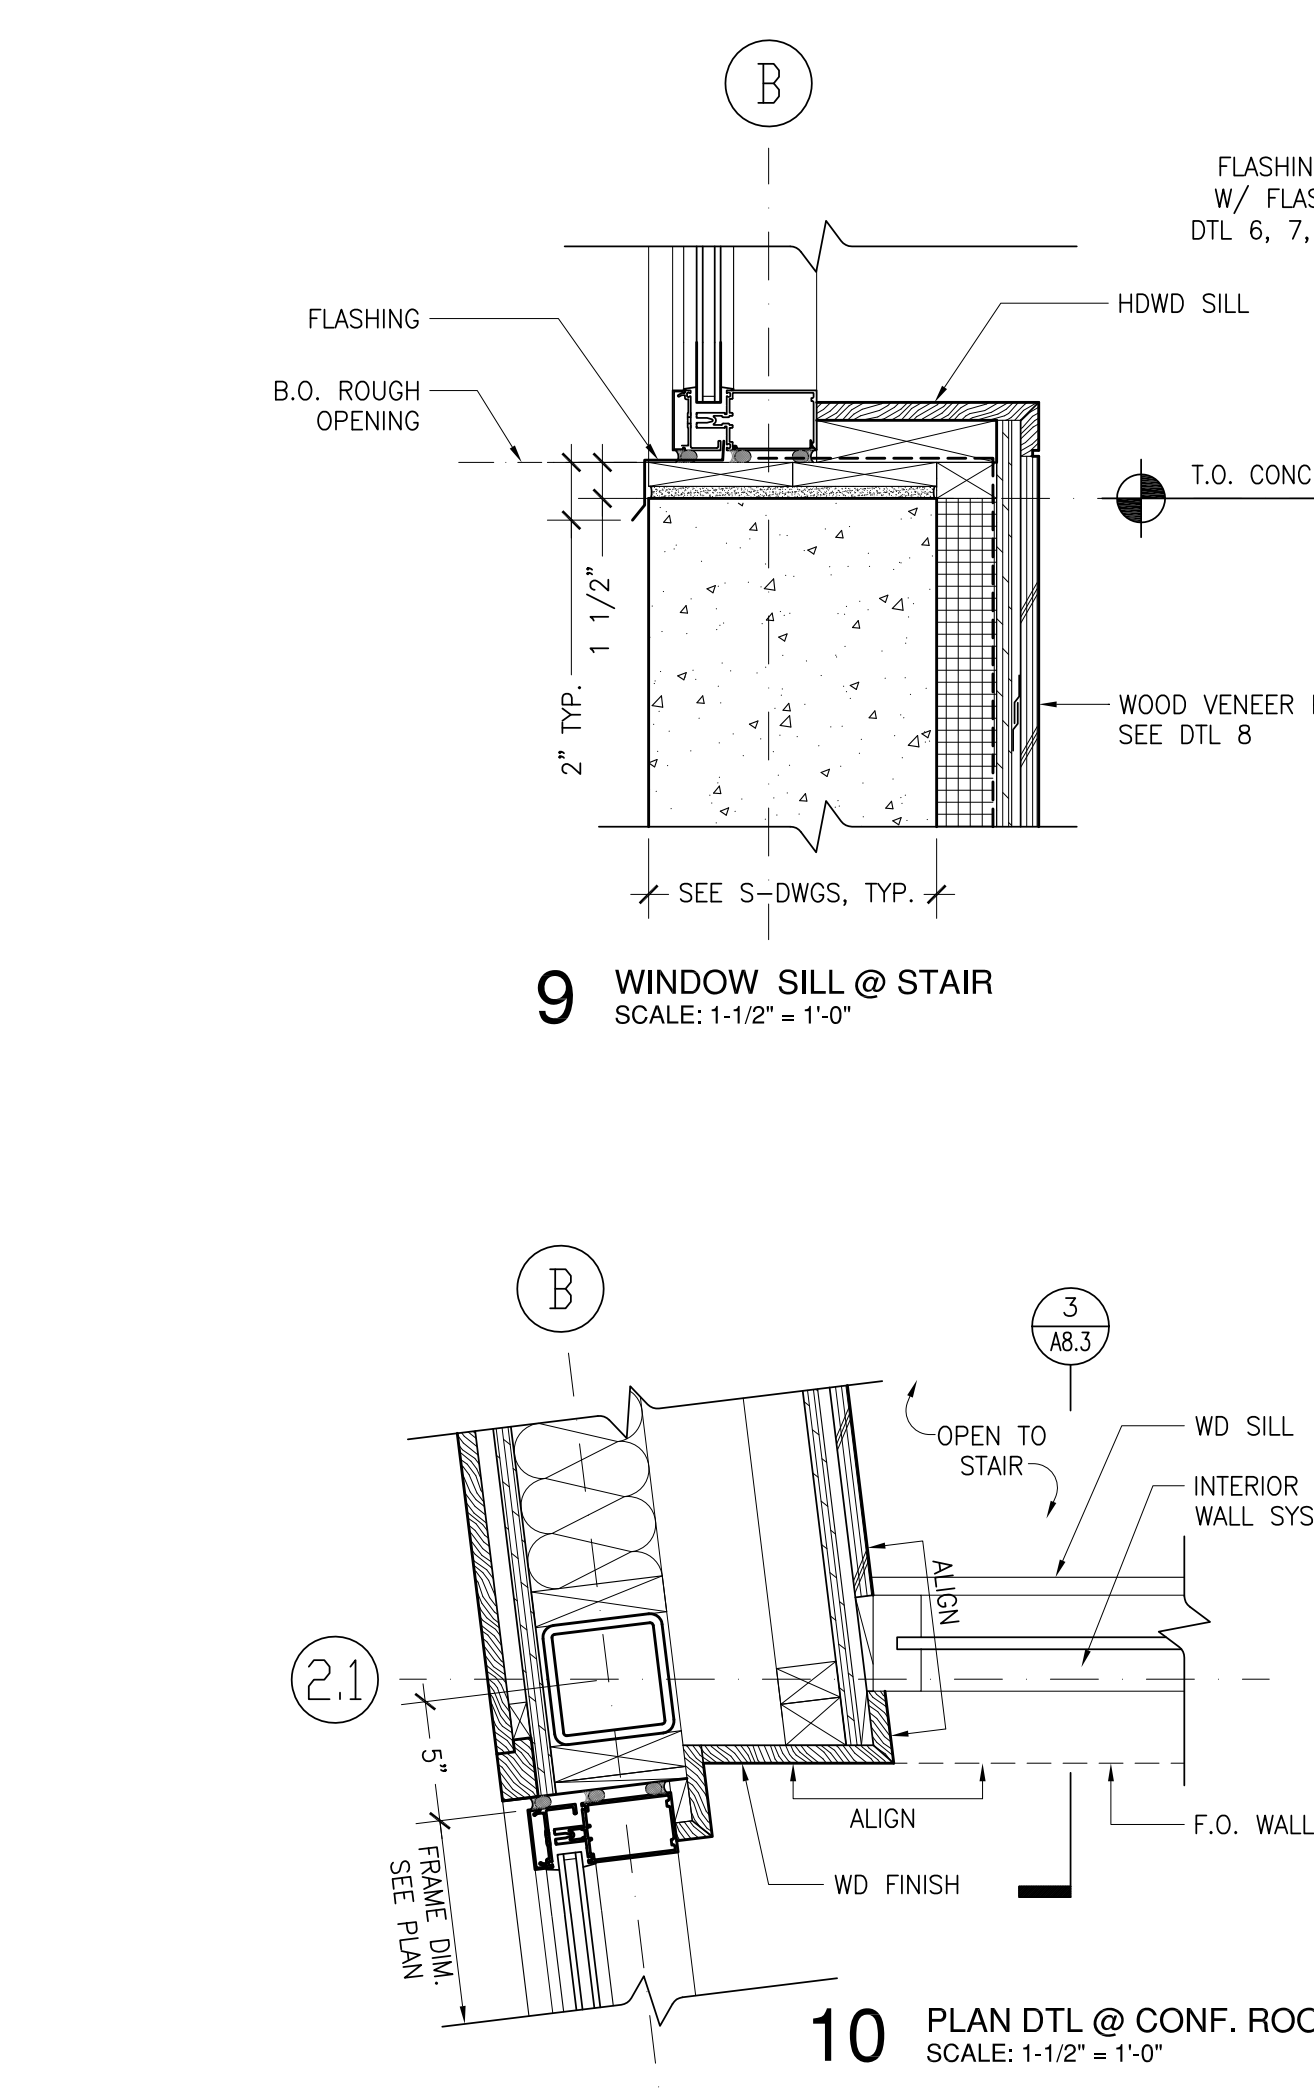 B
FLASHIN
W/ FLAS
DTL 6, 7,
HDWD SILL
FLASHING
B.O. ROUGH
OPENING
T.O. CONC
1 1/2"
2" TYP.
WOOD VENEER
SEE DTL 8
SEE S-DWGS, TYP.
9
WINDOW SILL @ STAIR
SCALE: 1-1/2" = 1'-0"
B
3
A8.3
OPEN TO
STAIR
WD SILL
INTERIOR
WALL SYS
ALIGN
2.1
5"
ALIGN
F.O. WALL
WD FINISH
FRAME DIM.
SEE PLAN
10
PLAN DTL @ CONF. ROO
SCALE: 1-1/2" = 1'-0"